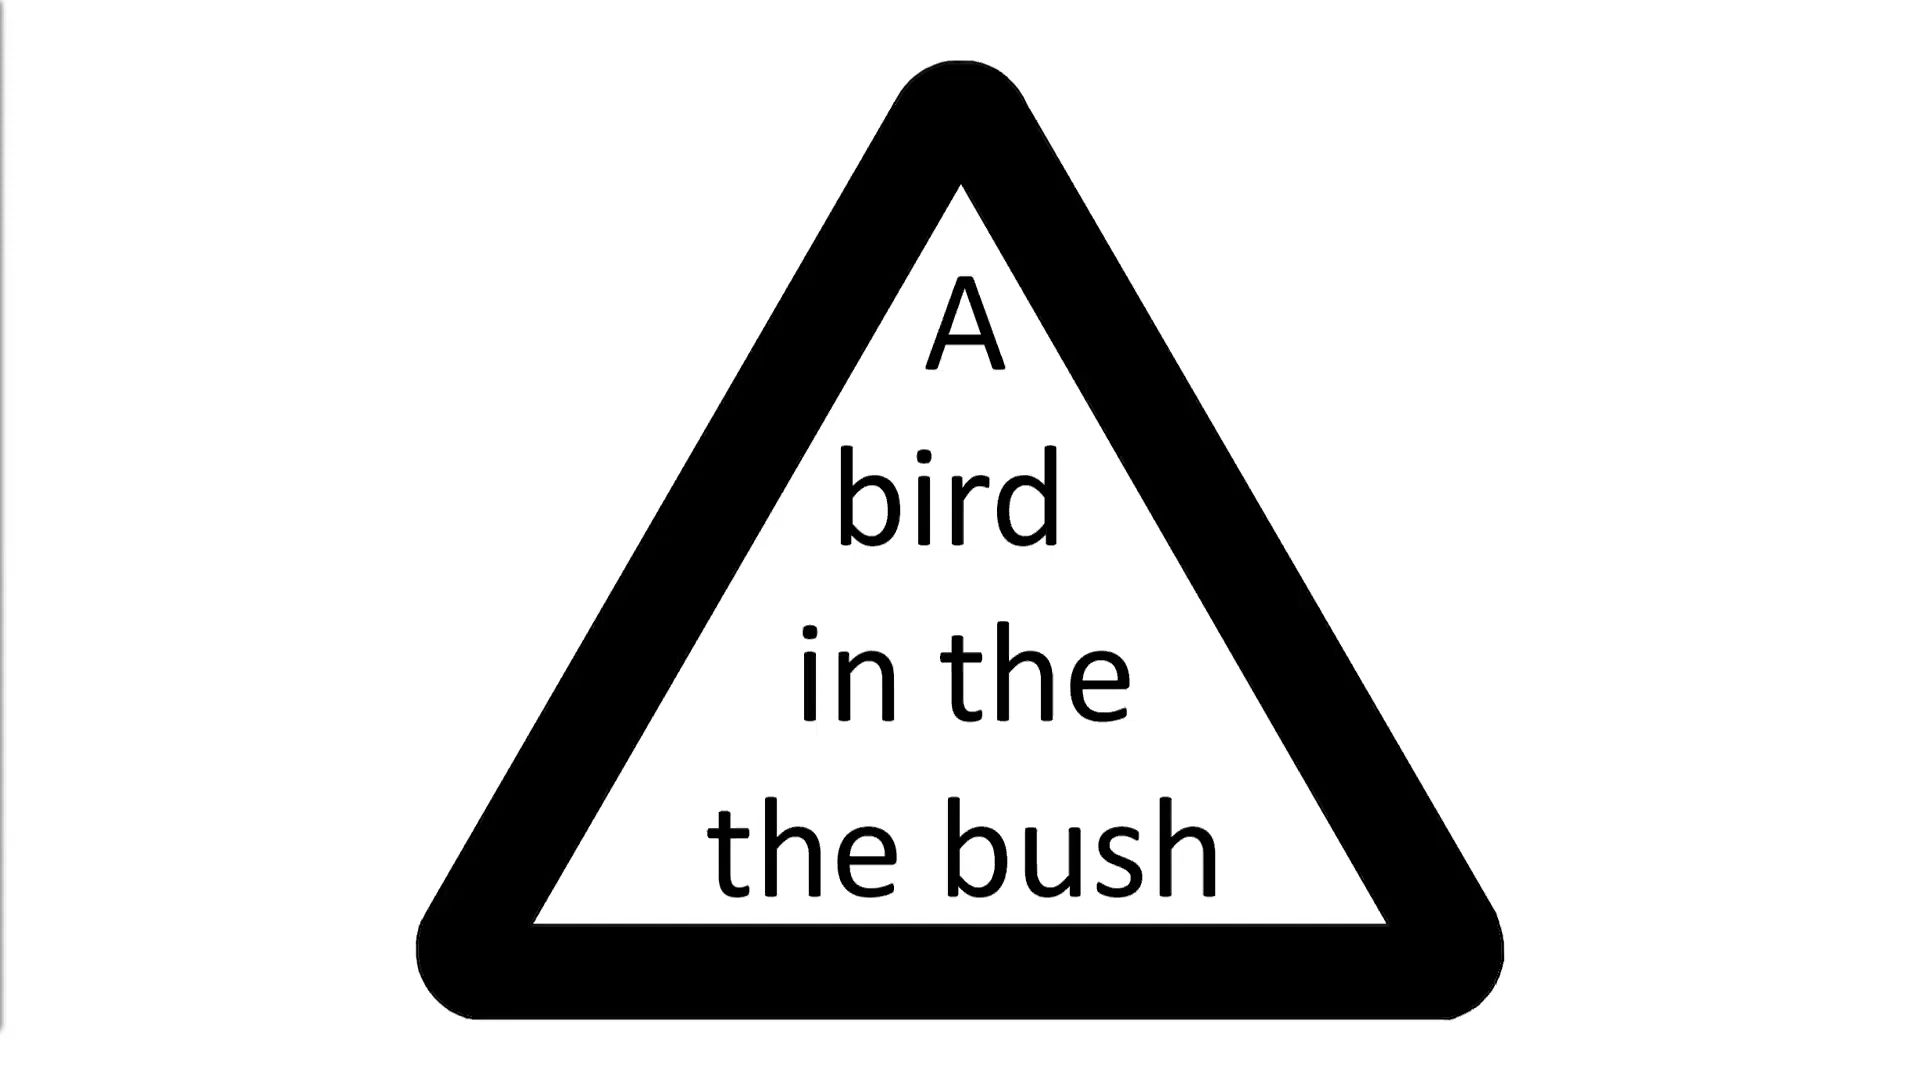 A
bird
in the
the bush